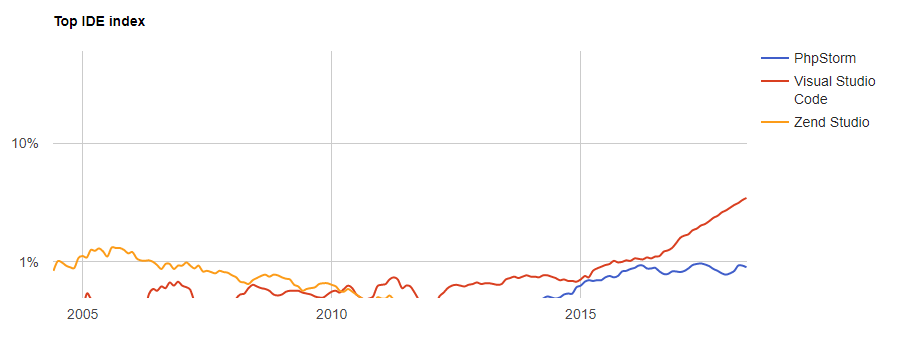 Top IDE index
PhpStorm
Visual Studio
Code
Zend Studio
10%
1%
2005
2010
2015